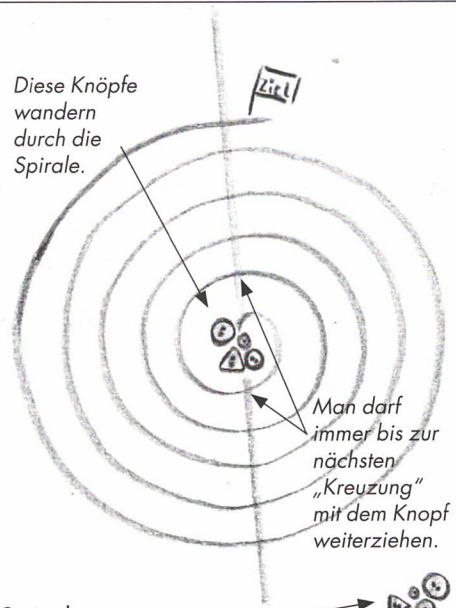 Ziel
Diese Knöpfe
wandern
durch die
Spirale.
Man darf
immer bis zur
nächsten
„Kreuzung“
mit dem Knopf
weiterziehen.